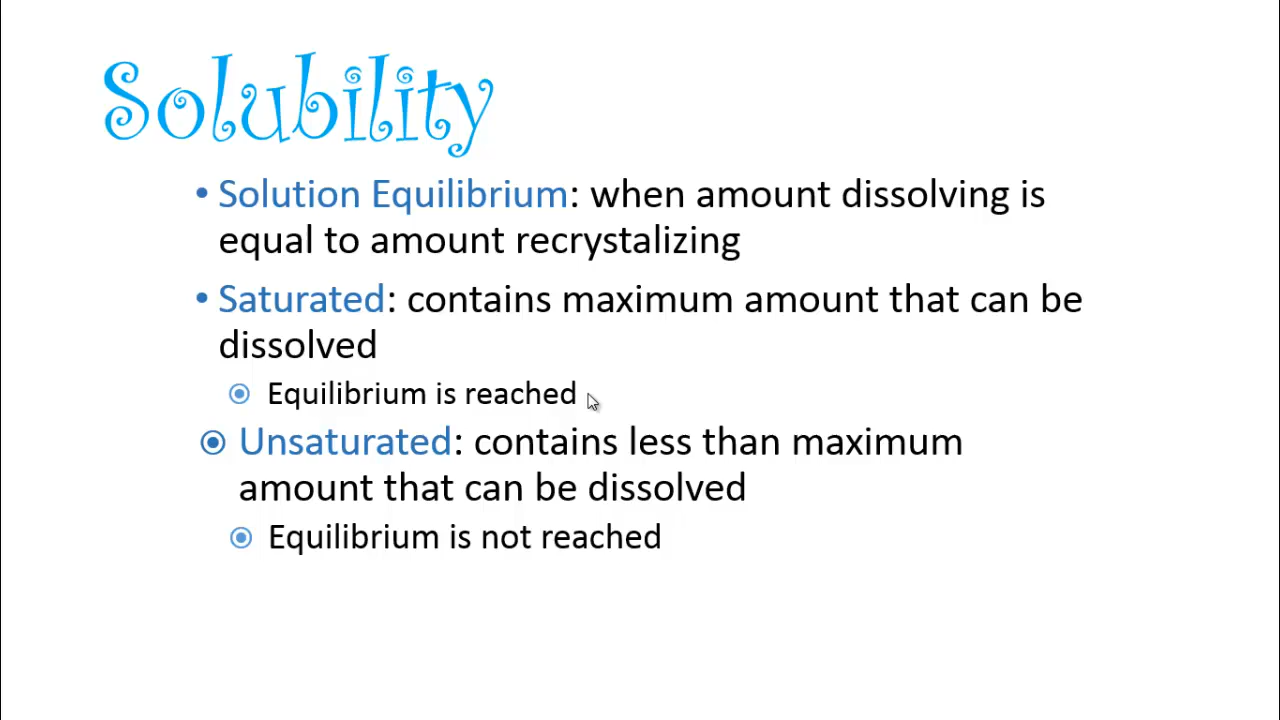 Solubility
• Solution Equilibrium: when amount dissolving is
equal to amount recrystalizing
• Saturated: contains maximum amount that can be
dissolved
Equilibrium is reached
Unsaturated: contains less than maximum
amount that can be dissolved
Equilibrium is not reached